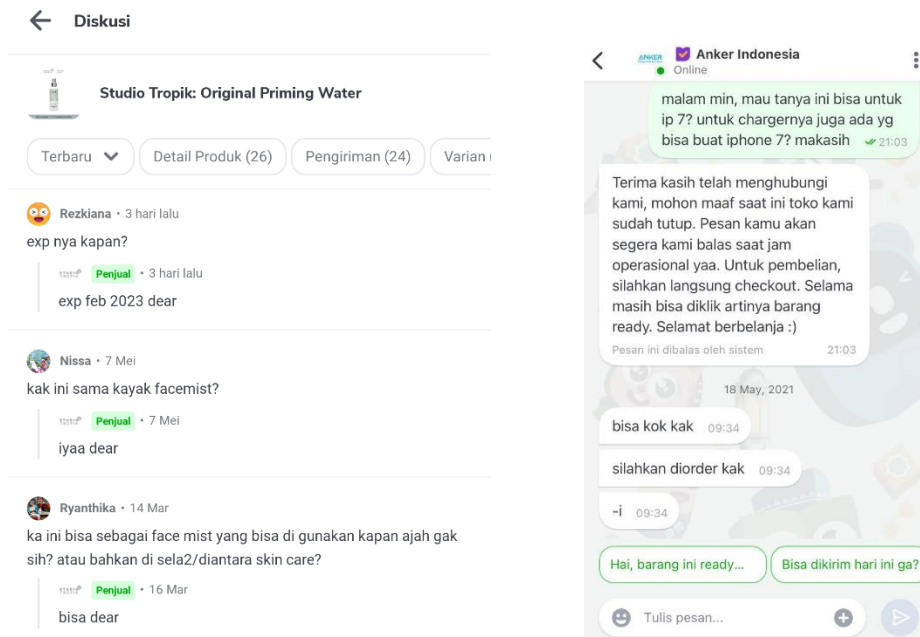 Diskusi
Studio Tropik: Original Priming Water
Terbaru
Detail Produk (26)
Pengiriman (24)
Varian
Rezkiana • 3 hari lalu
exp nya kapan?
Penjual • 3 hari lalu
exp feb 2023 dear
Nissa • 7 Mei
kak ini sama kayak facemist?
Penjual • 7 Mei
iyaa dear
Ryanthika • 14 Mar
ka ini bisa sebagai face mist yang bisa di gunakan kapan ajah gak
sih? atau bahkan di sela2/diantara skin care?
Penjual • 16 Mar
bisa dear
ANKER
Anker Indonesia
Online
malam min, mau tanya ini bisa untuk
ip 7? untuk chargernya juga ada yg
bisa buat iphone 7? makasih 21:03
Terima kasih telah menghubungi
kami, mohon maaf saat ini toko kami
sudah tutup. Pesan kamu akan
segera kami balas saat jam
operasional yaa. Untuk pembelian,
silahkan langsung checkout. Selama
masih bisa diklik artinya barang
ready. Selamat berbelanja :)
Pesan ini dibalas oleh sistem 21:03
18 May, 2021
bisa kok kak 09:34
silahkan diorder kak 09:34
-i 09:34
Hai, barang ini ready...
Bisa dikirim hari ini ga?
Tulis pesan...